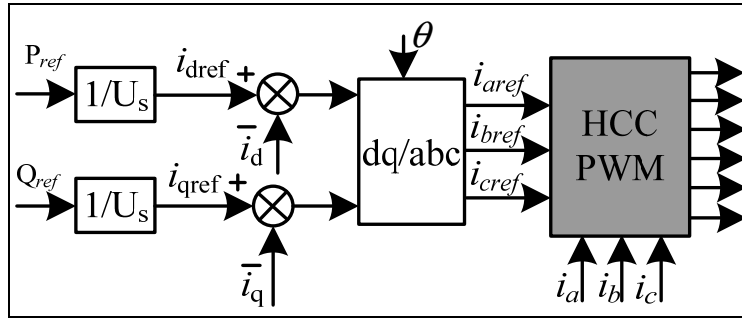 θ
P_ref
1/U_s
i_dref
+
− i_d
Q_ref
1/U_s
i_qref
+
− i_q
dq/abc
i_aref
i_bref
i_cref
HCC
PWM
i_a i_b i_c